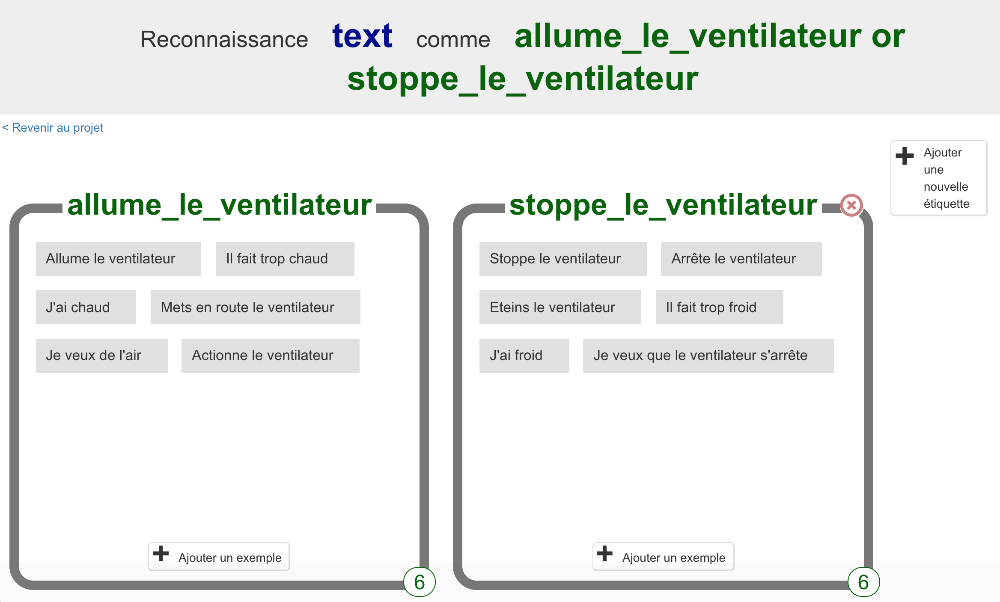 Reconnaissance text comme allume_le_ventilateur or
stoppe_le_ventilateur
< Revenir au projet
Ajouter
une
nouvelle
étiquette
allume_le_ventilateur
Allume le ventilateur
Il fait trop chaud
J'ai chaud
Mets en route le ventilateur
Je veux de l'air
Actionne le ventilateur
Ajouter un exemple
6
stoppe_le_ventilateur
Stoppe le ventilateur
Arrête le ventilateur
Eteins le ventilateur
Il fait trop froid
J'ai froid
Je veux que le ventilateur s'arrête
Ajouter un exemple
6